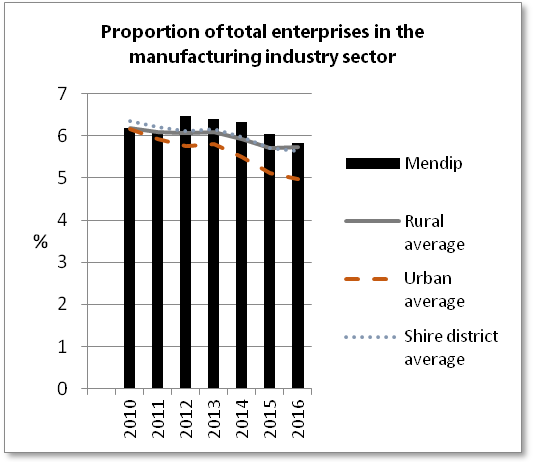 Proportion of total enterprises in the
manufacturing industry sector
7
6
5
4
3
2
1
0
%
2010
2011
2012
2013
2014
2015
2016
Mendip
Rural
average
Urban
average
Shire district
average